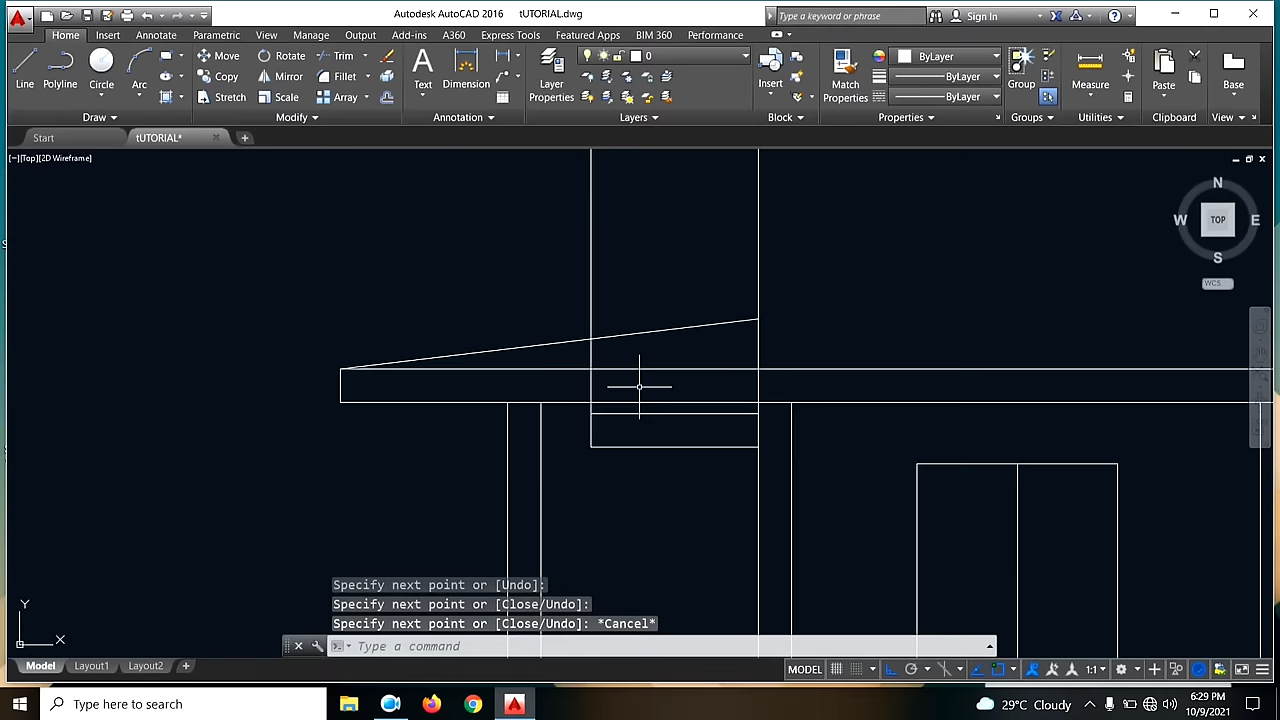 Autodesk AutoCAD 2016 tUTORIAL.dwg
Type a keyword or phrase
Sign In
Home Insert Annotate Parametric View Manage Output Add-ins A360 Express Tools Featured Apps BIM 360 Performance
Line Polyline Circle Arc
Move Rotate Trim
Copy Mirror Fillet
Stretch Scale Array
Text Dimension
Layer Properties
0
Insert
Match Properties
ByLayer
ByLayer
ByLayer
Group
Measure
Paste
Base
Draw Modify Annotation Layers Block Properties Groups Utilities Clipboard View
Start tUTORIAL*
[−][Top][2D Wireframe]
N
W TOP E
S
WCS
Y
X
Specify next point or [Undo]:
Specify next point or [Close/Undo]:
Specify next point or [Close/Undo]: *Cancel*
Type a command
Model Layout1 Layout2
MODEL
1:1
Type here to search
29°C Cloudy
6:29 PM
10/9/2021